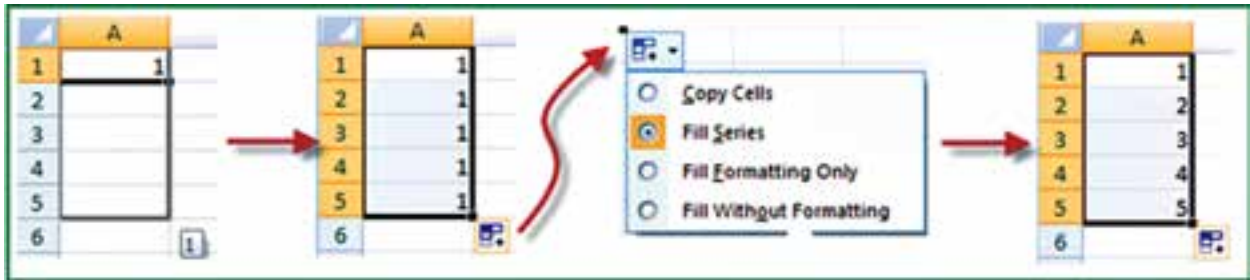 A
1 1
2
3
4
5
6
1
A
1 1
2 1
3 1
4 1
5 1
6
Copy Cells
Fill Series
Fill Formatting Only
Fill Without Formatting
A
1 1
2 2
3 3
4 4
5 5
6